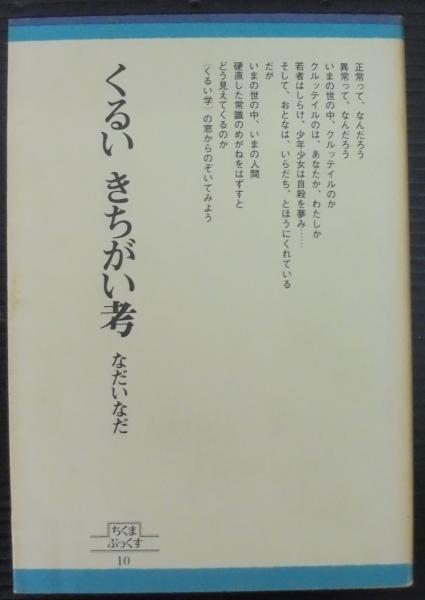 正常って、なんだろう
異常って、なんだろう
いまの世の中、クルッテイルのか
クルッテイルのは、あなたか、わたしか
若者はしらけ、少年少女は自殺を夢み……
そして、おとなは、いらだち、とほうにくれている
だが
いまの世の中、いまの人間
硬直した常識のめがねをはずすと
どう見えてくるのか
〈くるい学〉の窓からのぞいてみよう
くるい きちがい考
なだいなだ
ちくま
ぶっくす
10